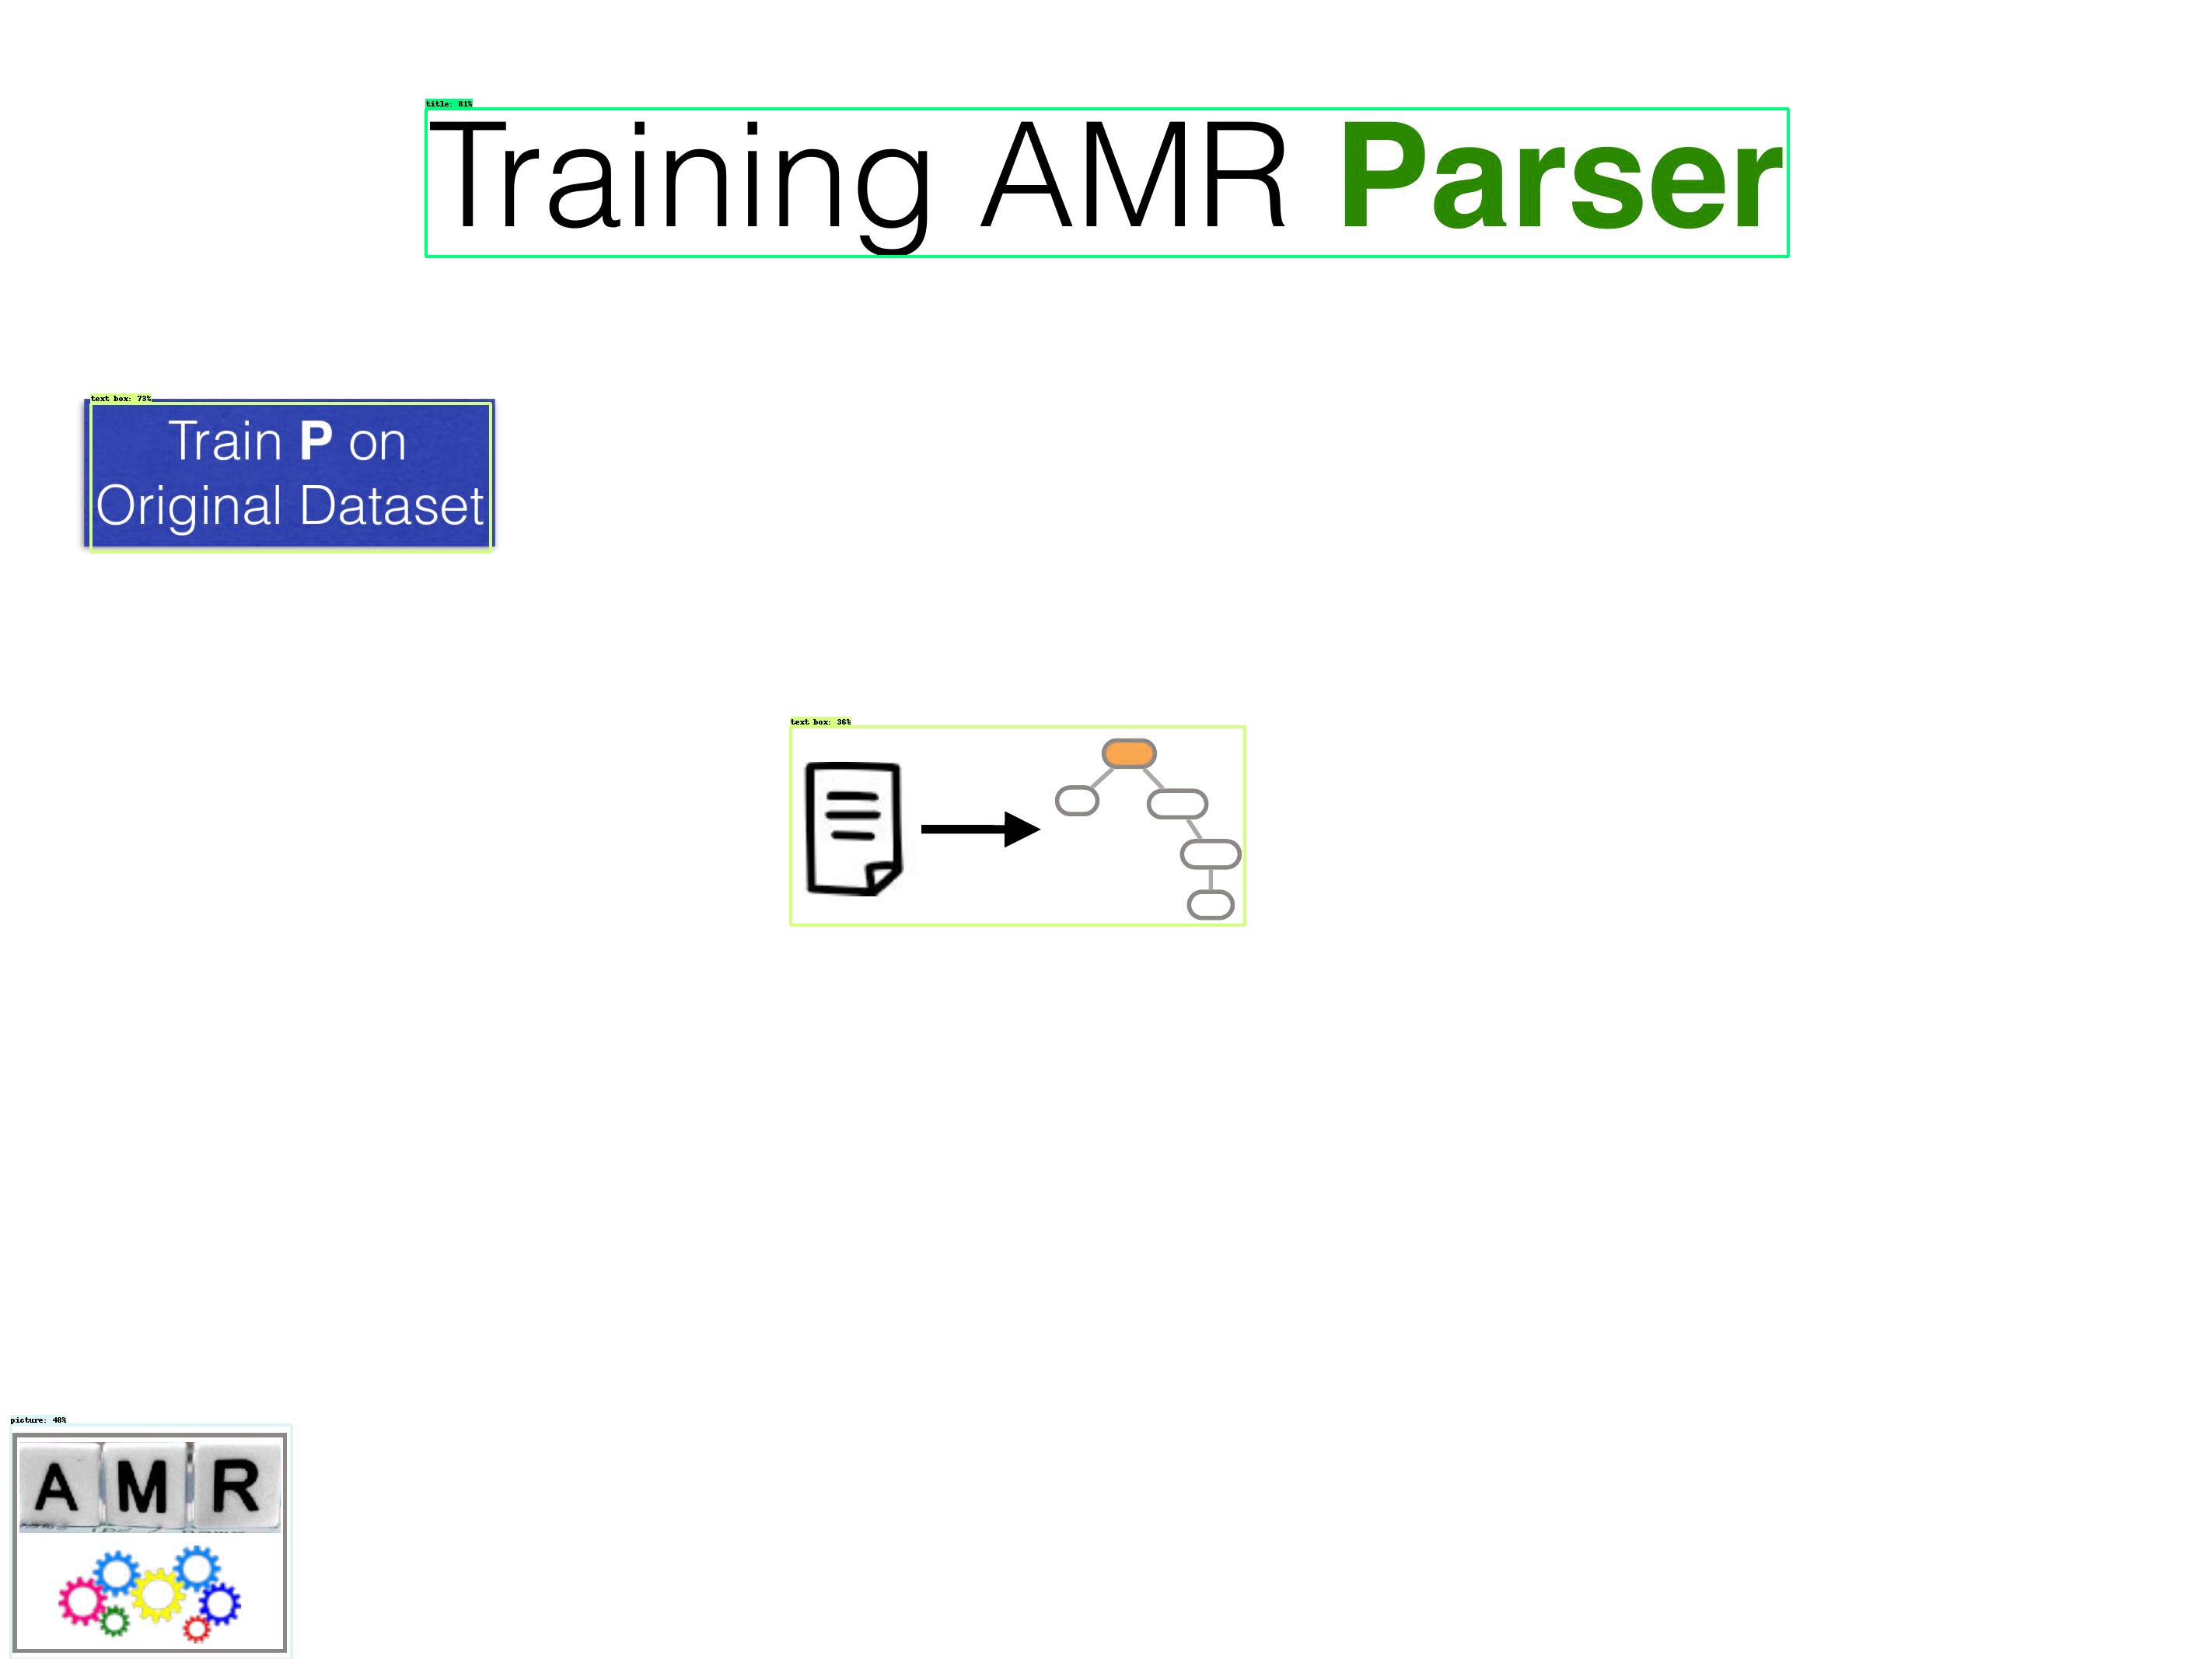 title: 81%
Training AMR Parser
text box: 73%
Train P on
Original Dataset
text box: 36%
picture: 48%
A M R